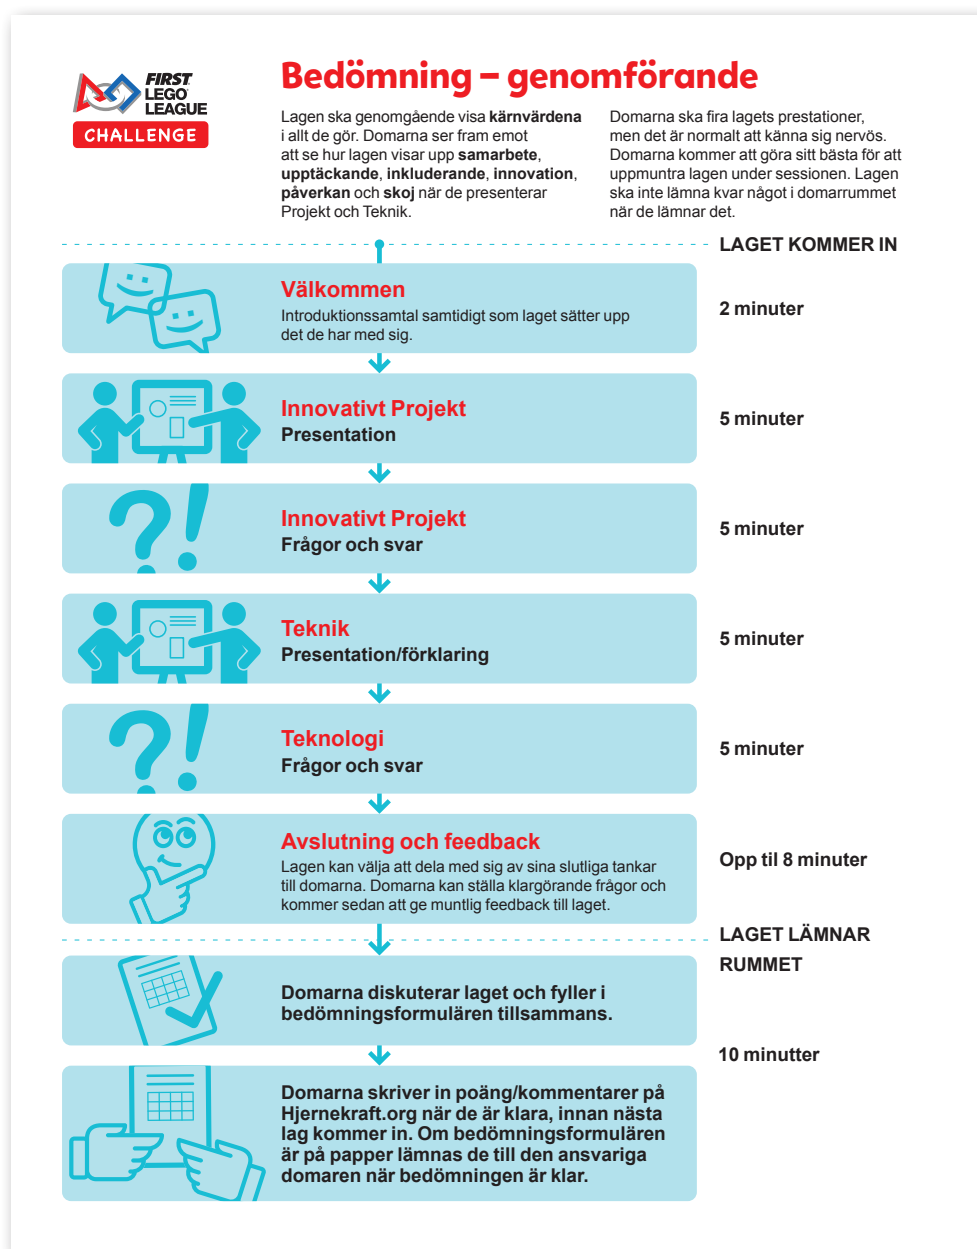 FIRST
LEGO
LEAGUE
CHALLENGE
Bedömning – genomförande
Lagen ska genomgående visa kärnvärdena
i allt de gör. Domarna ser fram emot
att se hur lagen visar upp samarbete,
upptäckande, inkluderande, innovation,
påverkan och skoj när de presenterar
Projekt och Teknik.
Domarna ska fira lagets prestationer,
men det är normalt att känna sig nervös.
Domarna kommer att göra sitt bästa för att
uppmuntra lagen under sessionen. Lagen
ska inte lämna kvar något i domarrummet
när de lämnar det.
LAGET KOMMER IN
Välkommen
Introduktionssamtal samtidigt som laget sätter upp
det de har med sig.
2 minuter
Innovativt Projekt
Presentation
5 minuter
Innovativt Projekt
Frågor och svar
5 minuter
Teknik
Presentation/förklaring
5 minuter
Teknologi
Frågor och svar
5 minuter
Avslutning och feedback
Lagen kan välja att dela med sig av sina slutliga tankar
till domarna. Domarna kan ställa klargörande frågor och
kommer sedan att ge muntlig feedback till laget.
Opp til 8 minuter
LAGET LÄMNAR
RUMMET
Domarna diskuterar laget och fyller i
bedömningsformulären tillsammans.
10 minutter
Domarna skriver in poäng/kommentarer på
Hjernekraft.org när de är klara, innan nästa
lag kommer in. Om bedömningsformulären
är på papper lämnas de till den ansvariga
domaren när bedömningen är klar.